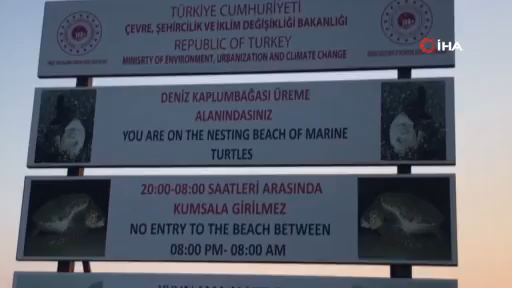 TÜRKİYE CUMHURİYETİ
ÇEVRE, ŞEHİRCİLİK VE İKLİM DEĞİŞİKLİĞİ BAKANLIĞI
REPUBLIC OF TURKEY
MINISRTY OF ENVIRONMENT, URBANIZATION AND CLIMATE CHANGE
İHA
DENİZ KAPLUMBAĞASI ÜREME
ALANINDASINIZ
YOU ARE ON THE NESTING BEACH OF MARINE
TURTLES
20:00-08:00 SAATLERİ ARASINDA
KUMSALA GİRİLMEZ
NO ENTRY TO THE BEACH BETWEEN
08:00 PM- 08:00 AM